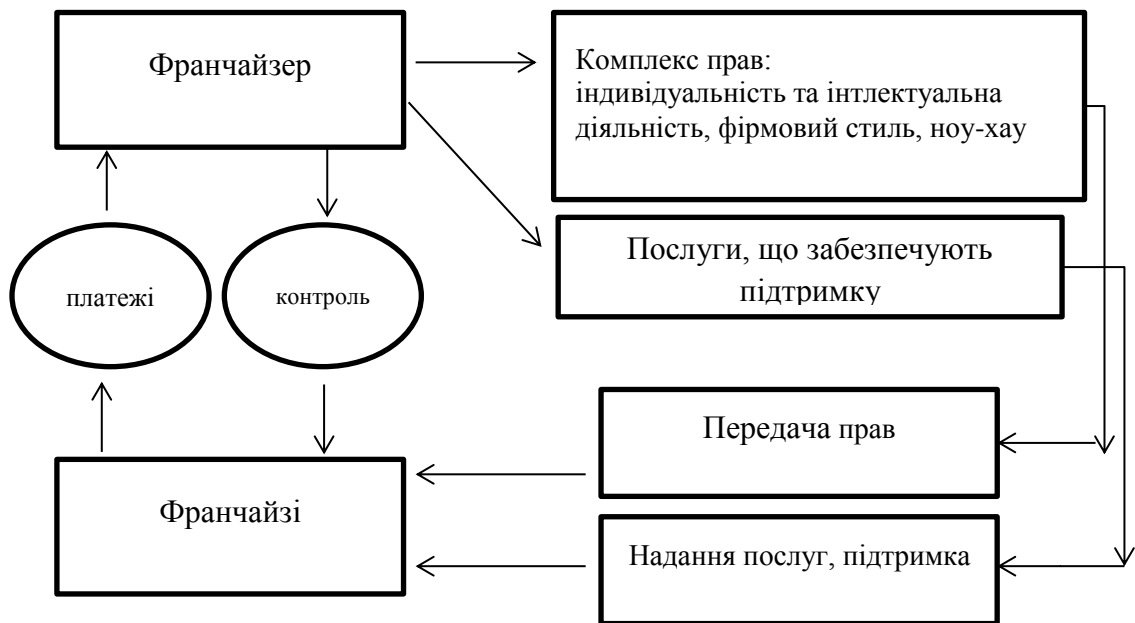 Франчайзер
Комплекс прав:
індивідуальність та інтлектуальна
діяльність, фірмовий стиль, ноу-хау
Послуги, що забезпечують
підтримку
платежі
контроль
Передача прав
Франчайзі
Надання послуг, підтримка